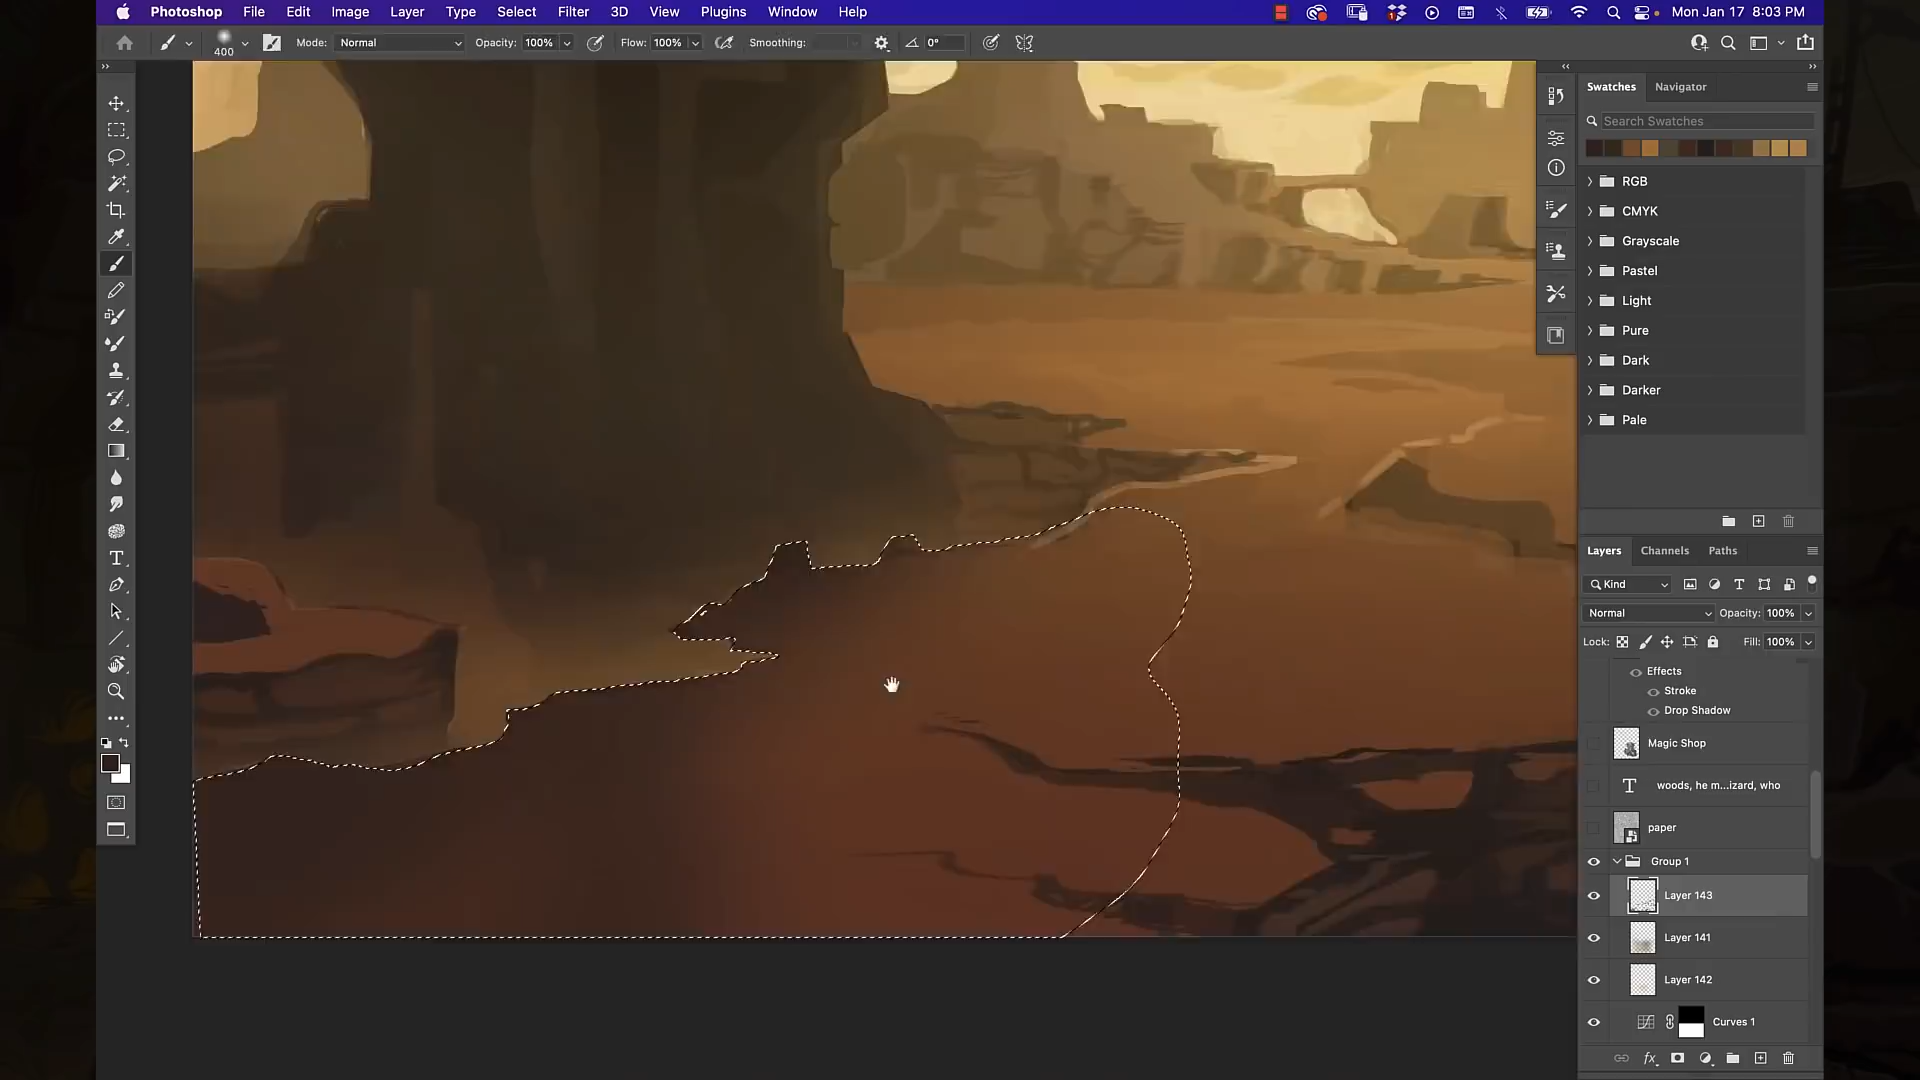 Photoshop File Edit Image Layer Type Select Filter 3D View Plugins Window Help Mon Jan 17 8:03 PM
400 Mode: Normal Opacity: 100% Flow: 100% Smoothing: 0°
Swatches Navigator
Search Swatches
RGB
CMYK
Grayscale
Pastel
Light
Pure
Dark
Darker
Pale
Layers Channels Paths
Kind
Normal Opacity: 100%
Lock: Fill: 100%
Effects
Stroke
Drop Shadow
Magic Shop
woods, he m...izard, who
paper
Group 1
Layer 143
Layer 141
Layer 142
Curves 1